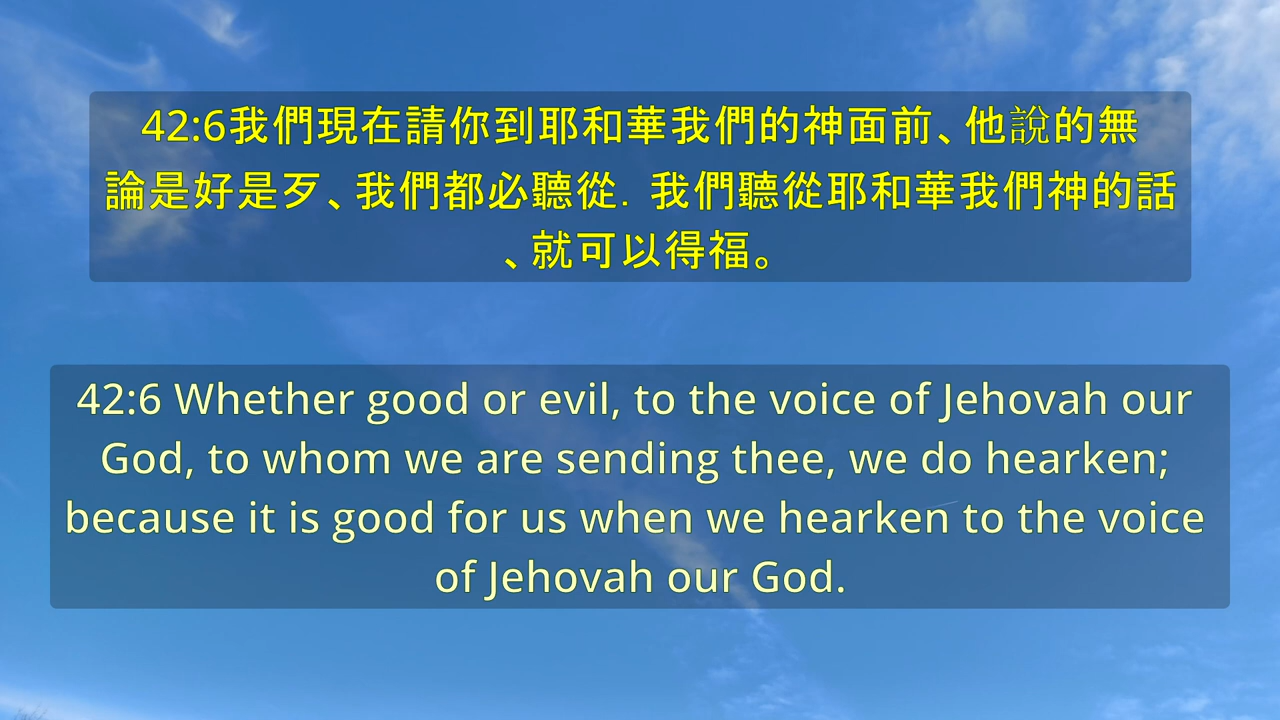 42:6我們現在請你到耶和華我們的神面前、他說的無
論是好是歹、我們都必聽從．我們聽從耶和華我們神的話
、就可以得福。
42:6 Whether good or evil, to the voice of Jehovah our
God, to whom we are sending thee, we do hearken;
because it is good for us when we hearken to the voice
of Jehovah our God.